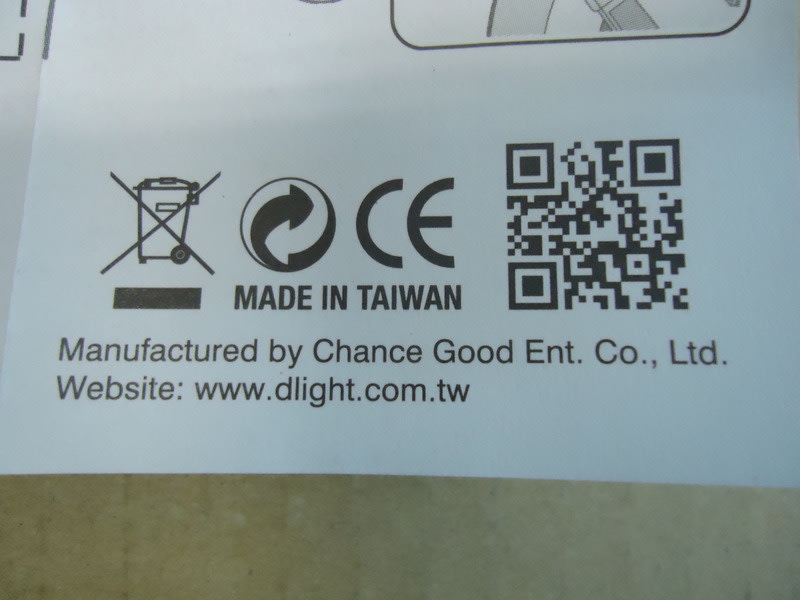 CE
MADE IN TAIWAN
Manufactured by Chance Good Ent. Co., Ltd.
Website: www.dlight.com.tw